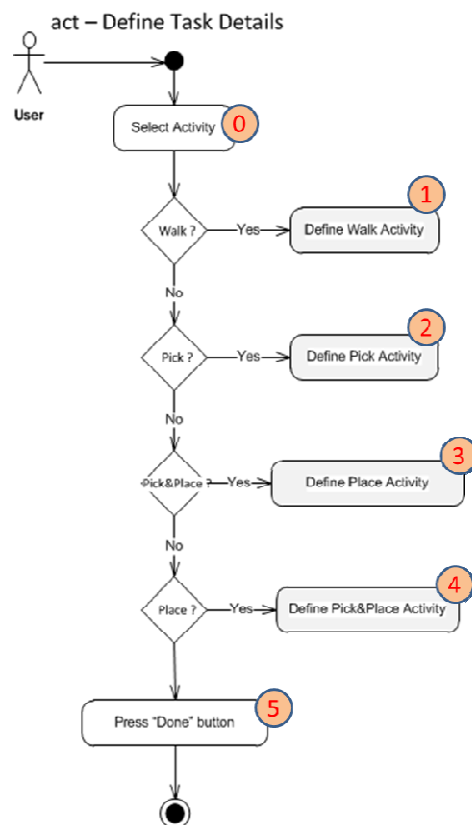 act – Define Task Details
User
Select Activity
0
Walk ?
Yes
Define Walk Activity
1
No
Pick ?
Yes
Define Pick Activity
2
No
Pick&Place ?
Yes
Define Place Activity
3
No
Place ?
Yes
Define Pick&Place Activity
4
Press “Done” button
5